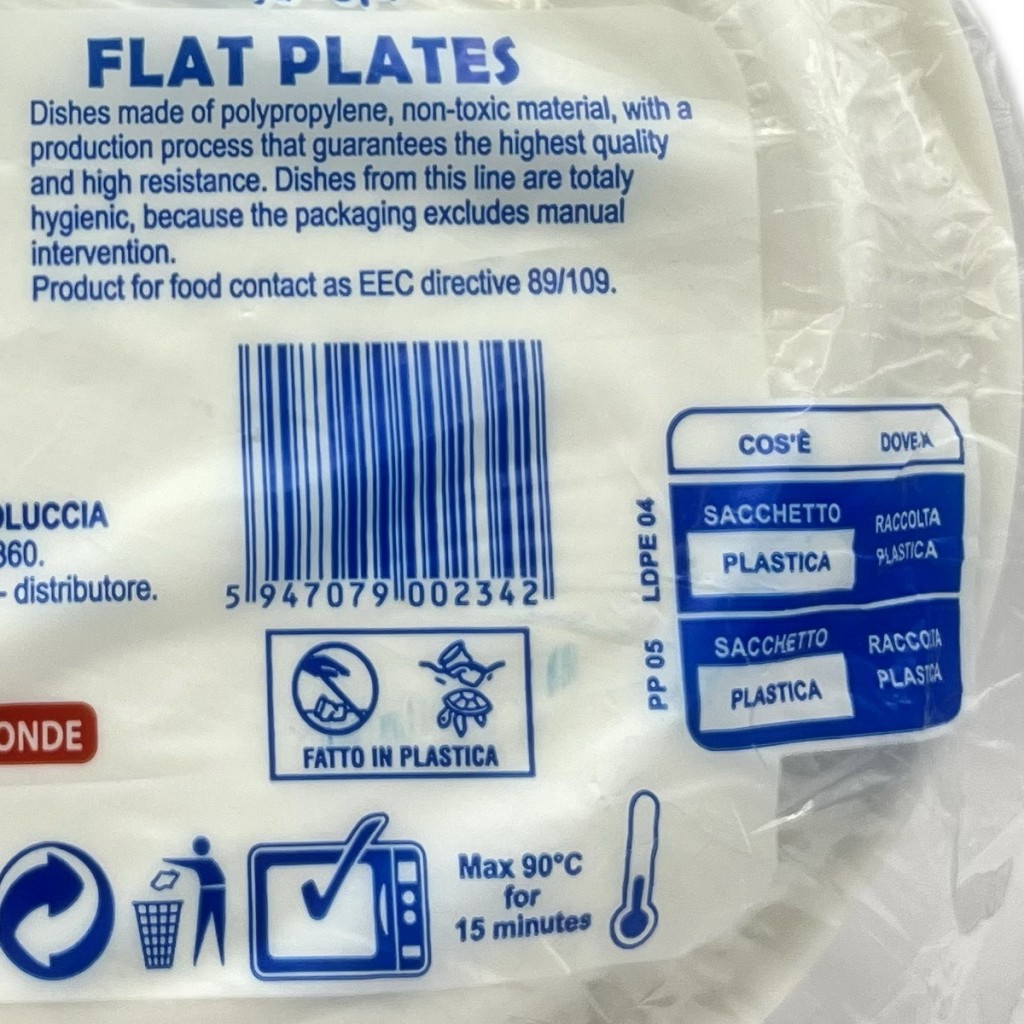 FLAT PLATES
Dishes made of polypropylene, non-toxic material, with a
production process that guarantees the highest quality
and high resistance. Dishes from this line are totaly
hygienic, because the packaging excludes manual
intervention.
Product for food contact as EEC directive 89/109.
OLUCCIA
360.
- distributore.
5 947079 002342
FATTO IN PLASTICA
ONDE
LDPE 04
PP 05
COS'È
SACCHETTO RACCOLTA
PLASTICA PLASTICA
SACCHETTO RACCOLTA
PLASTICA PLASTICA
Max 90°C
for
15 minutes